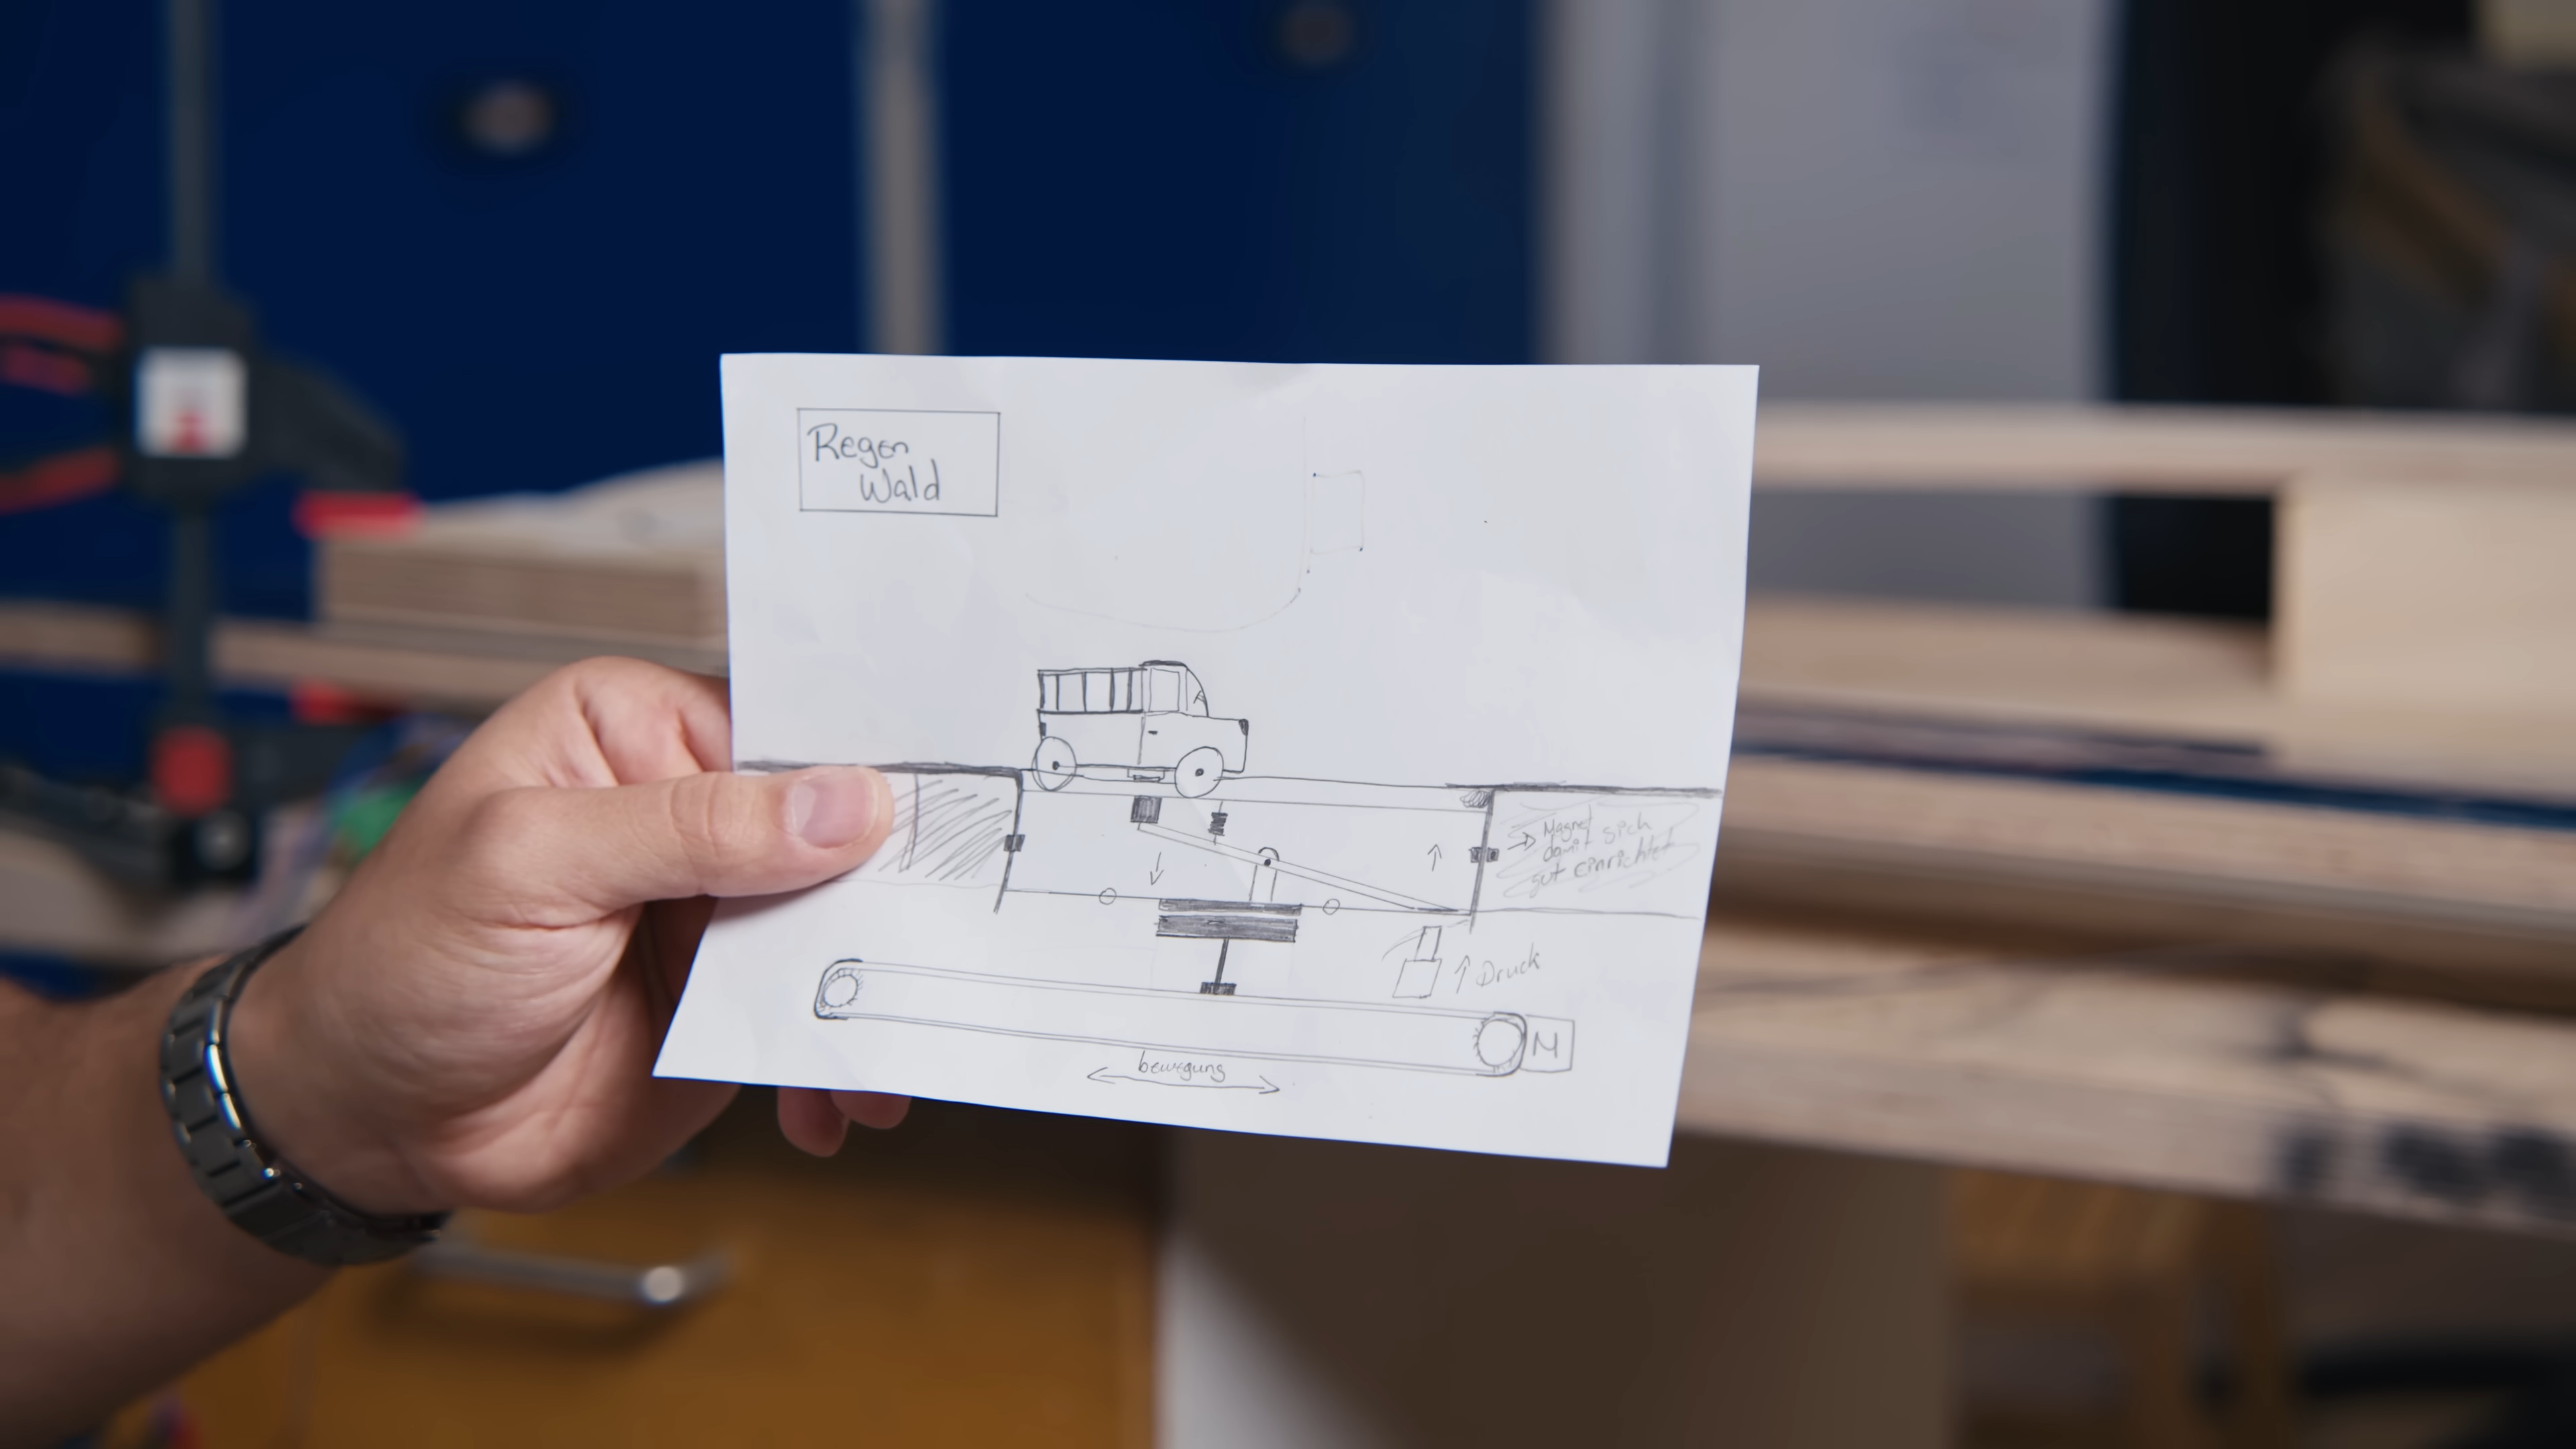 Regen
Wald
Magnet
damit sich
gut einrichtet
Druck
M
bewegung